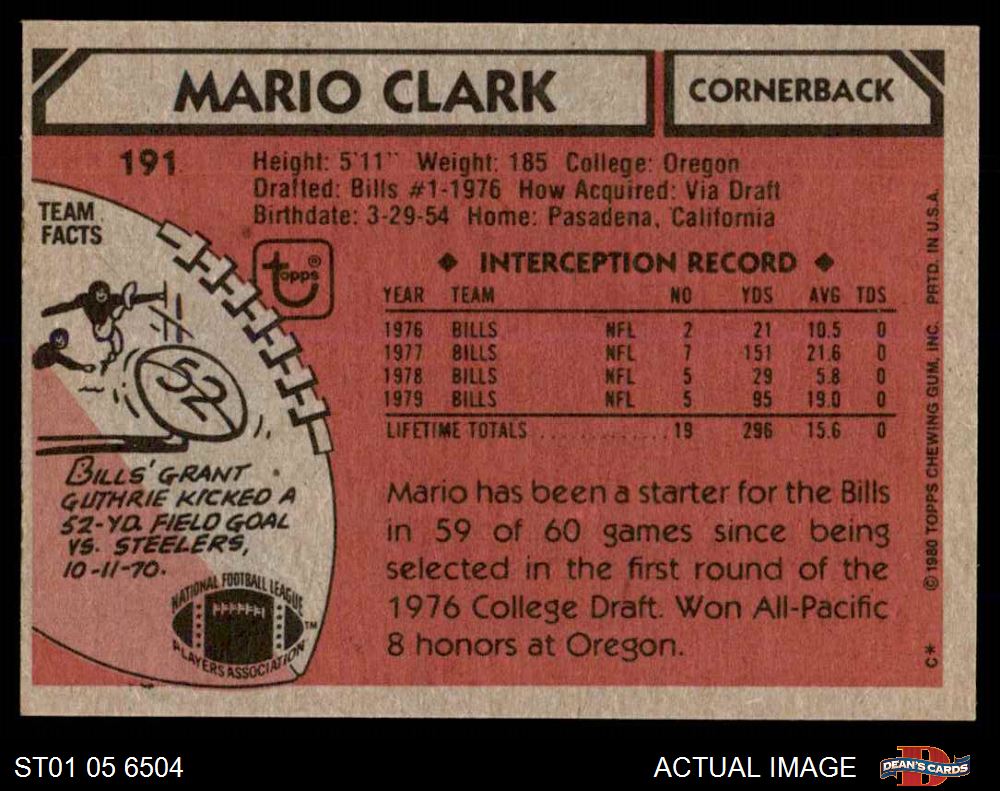 MARIO CLARK
CORNERBACK
191
Height: 5'11" Weight: 185 College: Oregon
Drafted: Bills #1-1976 How Acquired: Via Draft
Birthdate: 3-29-54 Home: Pasadena, California
TEAM
FACTS
topps®
◆ INTERCEPTION RECORD ◆
YEAR TEAM NO YDS AVG TDS
1976 BILLS NFL 2 21 10.5 0
1977 BILLS NFL 7 151 21.6 0
1978 BILLS NFL 5 29 5.8 0
1979 BILLS NFL 5 95 19.0 0
LIFETIME TOTALS ............ 19 296 15.6 0
52
BILLS' GRANT
GUTHRIE KICKED A
52-YD. FIELD GOAL
VS. STEELERS,
10-11-70.
NATIONAL FOOTBALL LEAGUE
PLAYERS ASSOCIATION™
Mario has been a starter for the Bills
in 59 of 60 games since being
selected in the first round of the
1976 College Draft. Won All-Pacific
8 honors at Oregon.
C* © 1980 TOPPS CHEWING GUM, INC. PRTD. IN U.S.A.
ST01 05 6504
ACTUAL IMAGE
D
DEAN'S CARDS